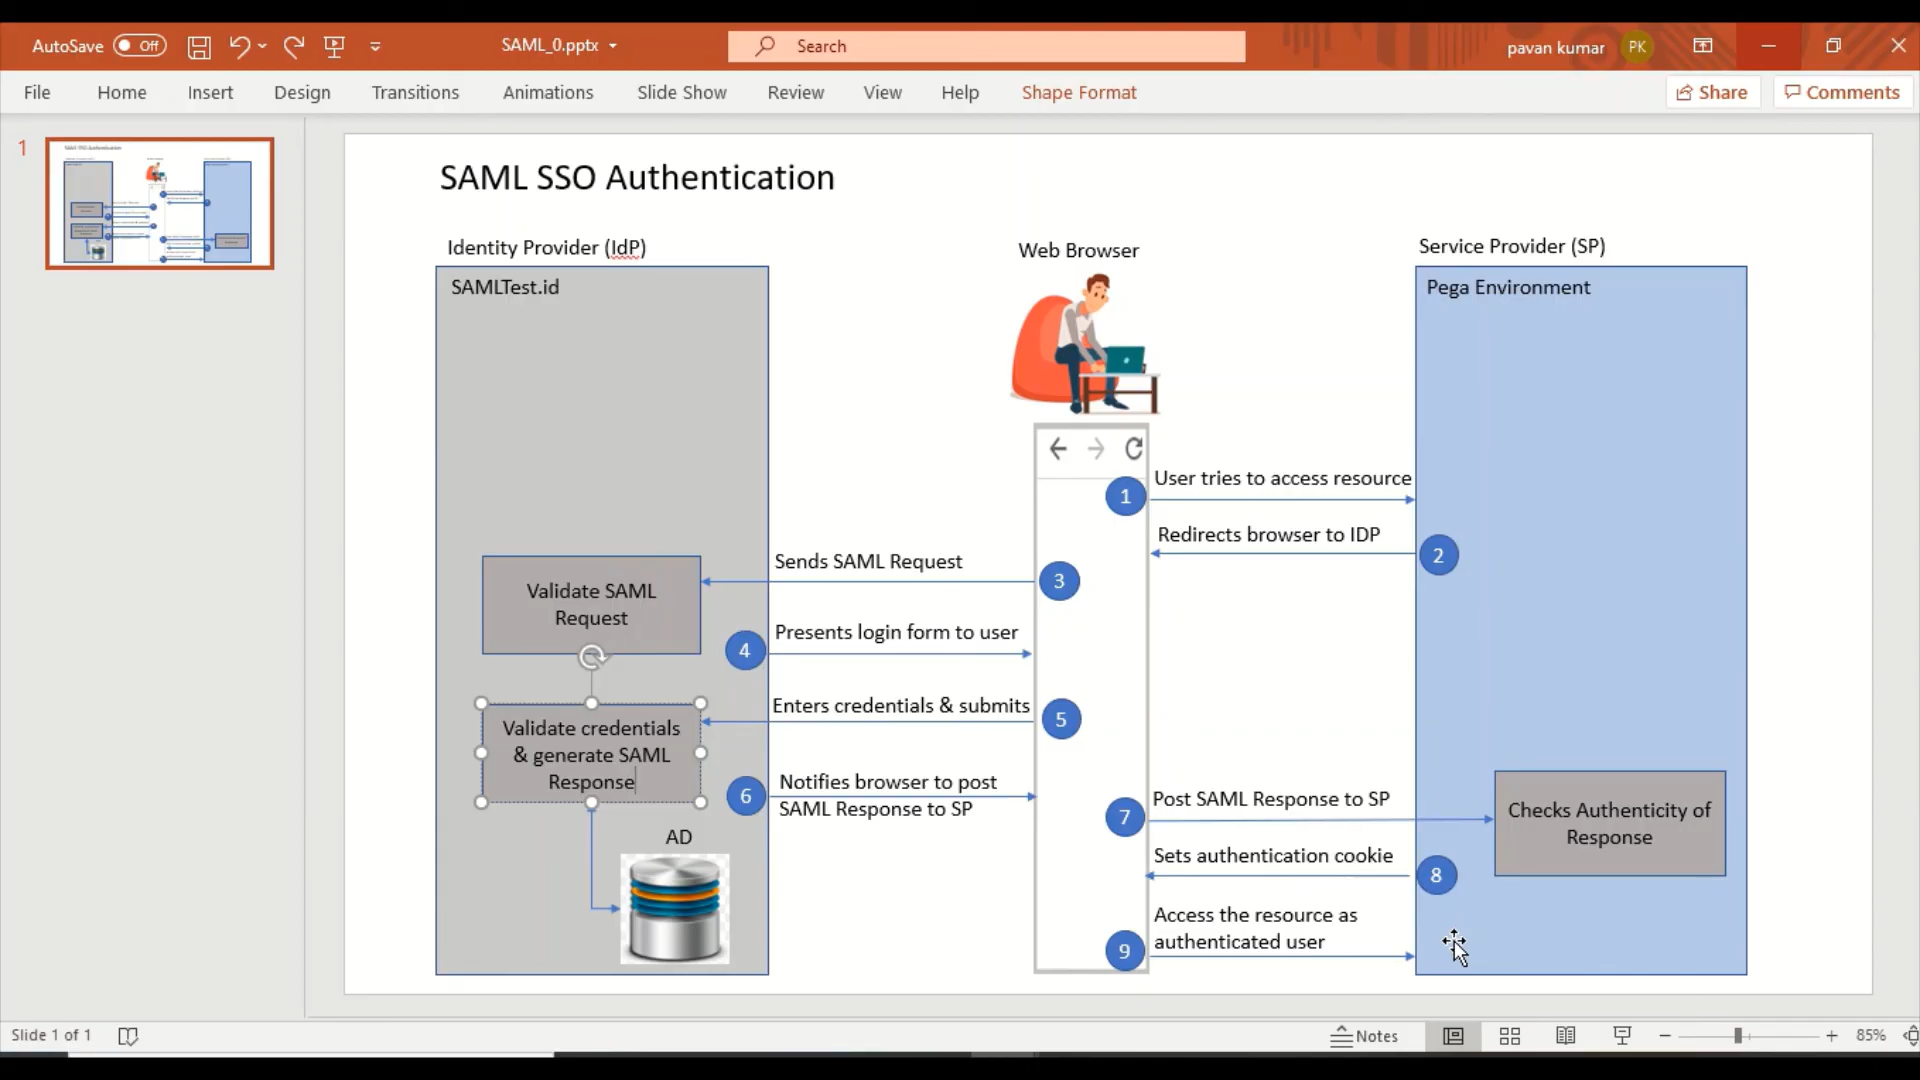 AutoSave Off
SAML_0.pptx
Search
pavan kumar PK
File Home Insert Design Transitions Animations Slide Show Review View Help Shape Format Share Comments
1
SAML SSO Authentication
Identity Provider (IdP)
Web Browser
Service Provider (SP)
SAMLTest.id
Pega Environment
1 User tries to access resource
Redirects browser to IDP 2
Sends SAML Request 3
Validate SAML
Request
4 Presents login form to user
Enters credentials & submits 5
Validate credentials
& generate SAML
Response
6 Notifies browser to post
SAML Response to SP
7 Post SAML Response to SP
Checks Authenticity of
Response
AD
Sets authentication cookie 8
9 Access the resource as
authenticated user
Slide 1 of 1
Notes
85%